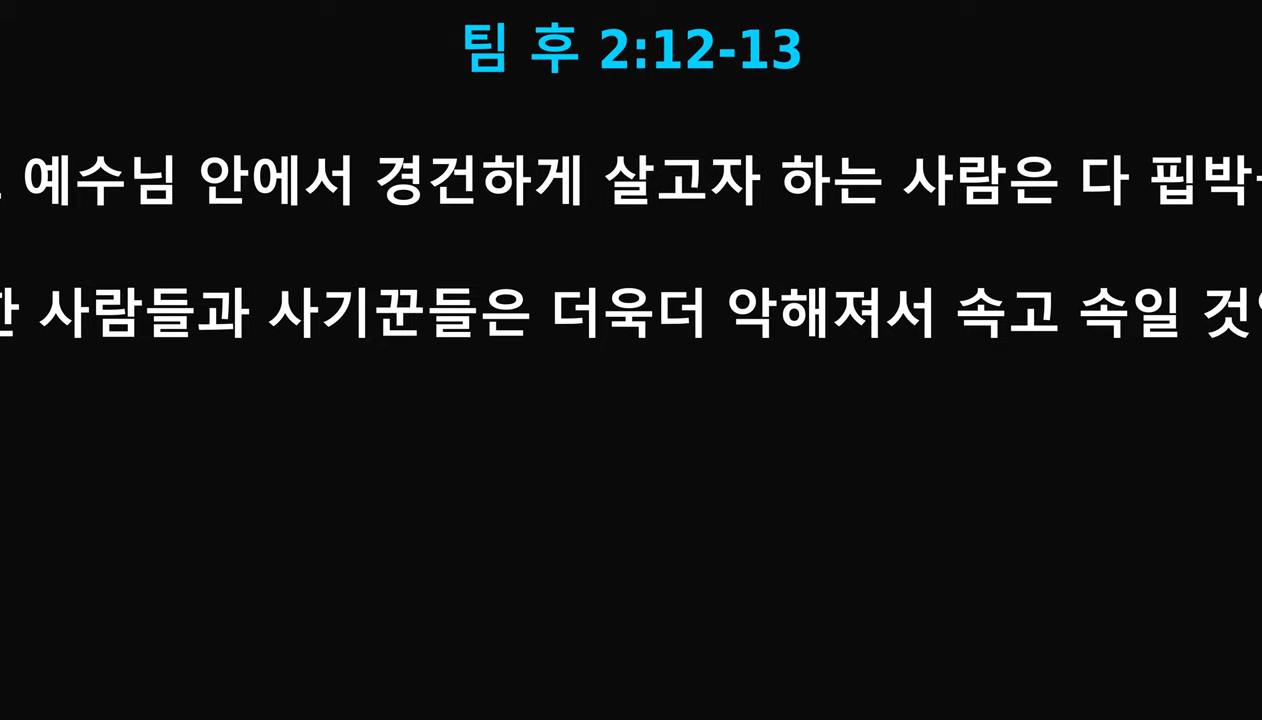 팀 후 2:12-13
예수님 안에서 경건하게 살고자 하는 사람은 다 핍박
사람들과 사기꾼들은 더욱더 악해져서 속고 속일